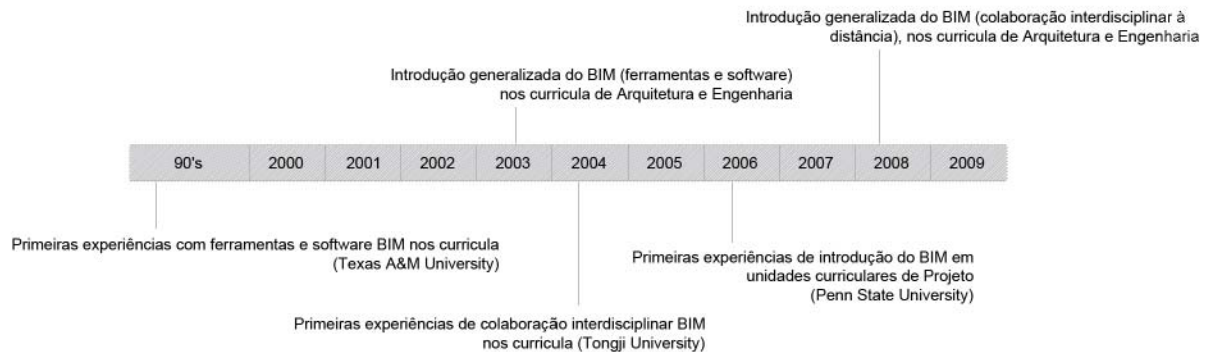 Introdução generalizada do BIM (colaboração interdisciplinar à
distância), nos curricula de Arquitetura e Engenharia
Introdução generalizada do BIM (ferramentas e software)
nos curricula de Arquitetura e Engenharia
90's 2000 2001 2002 2003 2004 2005 2006 2007 2008 2009
Primeiras experiências com ferramentas e software BIM nos curricula
(Texas A&M University)
Primeiras experiências de introdução do BIM em
unidades curriculares de Projeto
(Penn State University)
Primeiras experiências de colaboração interdisciplinar BIM
nos curricula (Tongji University)